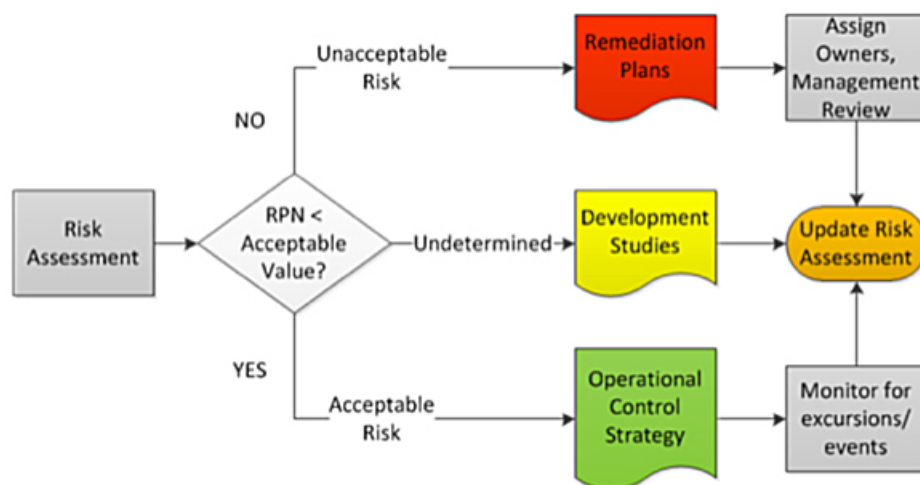 Unacceptable
Risk
NO
Remediation
Plans
Assign
Owners,
Management
Review
Risk
Assessment
RPN <
Acceptable
Value?
Undetermined
Development
Studies
Update Risk
Assessment
YES
Acceptable
Risk
Operational
Control
Strategy
Monitor for
excursions/
events